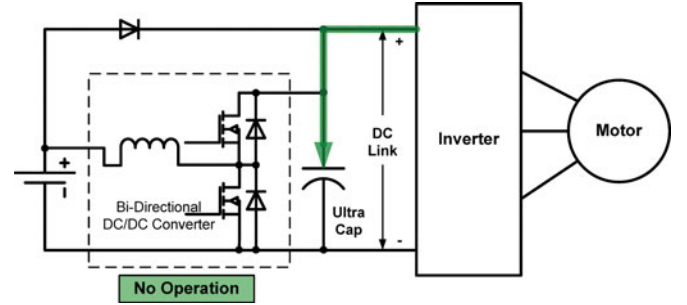 +
DC
Link
-
Inverter
Motor
+
-
Bi-Directional
DC/DC Converter
Ultra
Cap
No Operation